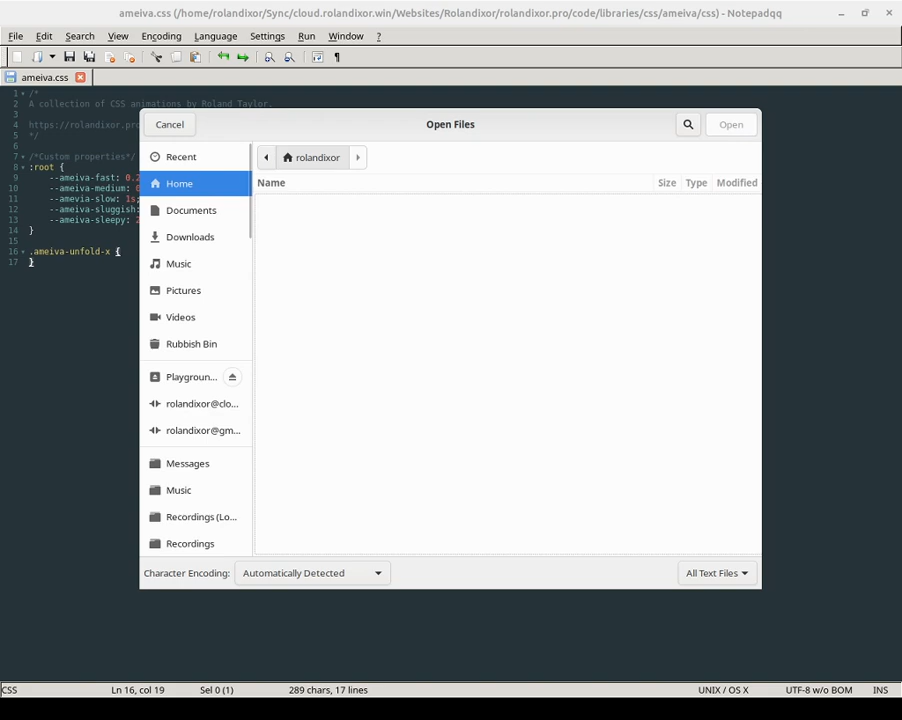 ameiva.css (/home/rolandixor/Sync/cloud.rolandixor.win/Websites/Rolandixor/rolandixor.pro/code/libraries/css/ameiva/css) - Notepadqq
File Edit Search View Encoding Language Settings Run Window ?
ameiva.css
1 /*
2 A collection of CSS animations by Roland Taylor.
3
4 https://rolandixor.pro
5 */
6
7 /*Custom properties*/
8 :root {
9 --ameiva-fast: 0.2
10 --ameiva-medium: 0
11 --amevia-slow: 1s;
12 --ameiva-sluggish:
13 --ameiva-sleepy: 2
14 }
15
16 .ameiva-unfold-x {
17 }
Cancel Open Files Open
rolandixor
Name Size Type Modified
Recent
Home
Documents
Downloads
Music
Pictures
Videos
Rubbish Bin
Playgroun...
rolandixor@clo...
rolandixor@gm...
Messages
Music
Recordings (Lo...
Recordings
Character Encoding: Automatically Detected All Text Files
CSS Ln 16, col 19 Sel 0 (1) 289 chars, 17 lines UNIX / OS X UTF-8 w/o BOM INS